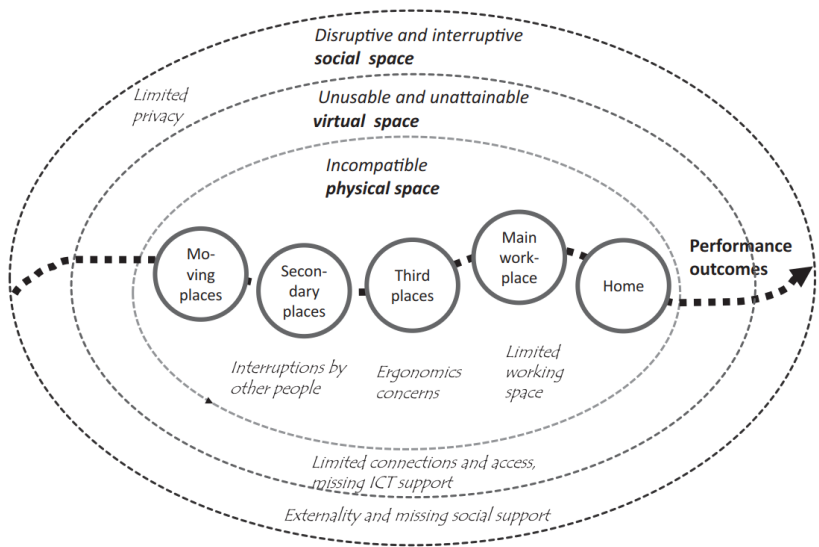 Disruptive and interruptive
social space
Limited
privacy
Unusable and unattainable
virtual space
Incompatible
physical space
Mo-
ving
places
Secon-
dary
places
Third
places
Main
work-
place
Home
Performance
outcomes
Interruptions by
other people
Ergonomics
concerns
Limited
working
space
Limited connections and access,
missing ICT support
Externality and missing social support